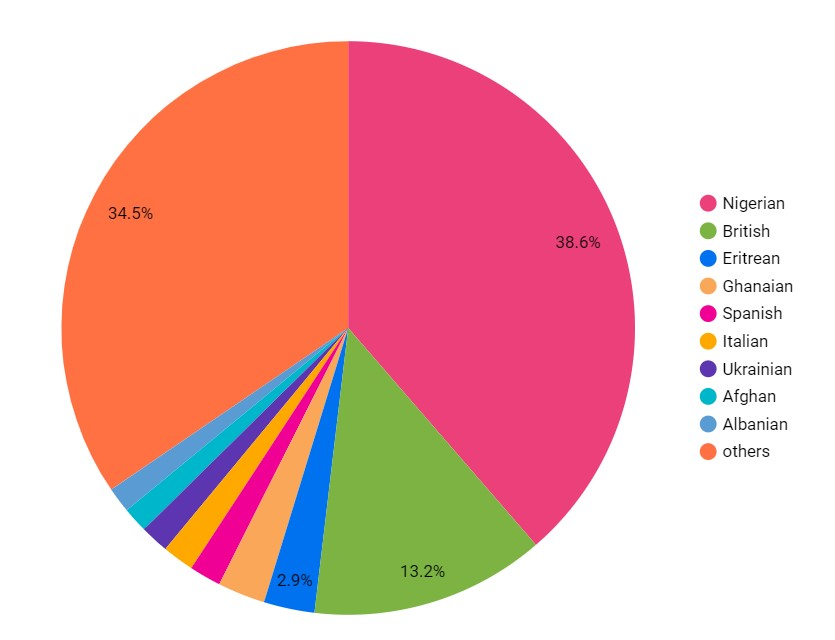 34.5%
38.6%
13.2%
2.9%
Nigerian
British
Eritrean
Ghanaian
Spanish
Italian
Ukrainian
Afghan
Albanian
others